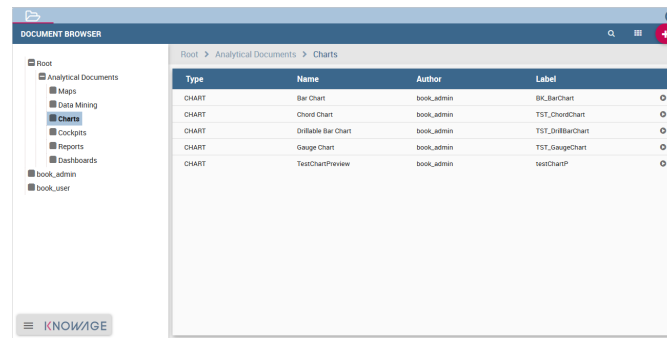 DOCUMENT BROWSER
Root > Analytical Documents > Charts
Root
Analytical Documents
Maps
Data Mining
Charts
Cockpits
Reports
Dashboards
book_admin
book_user
Type Name Author Label
CHART Bar Chart book_admin BK_BarChart
CHART Chord Chart book_admin TST_ChordChart
CHART Drillable Bar Chart book_admin TST_DrillBarChart
CHART Gauge Chart book_admin TST_GaugeChart
CHART TestChartPreview book_admin testChartP
KNOWAGE